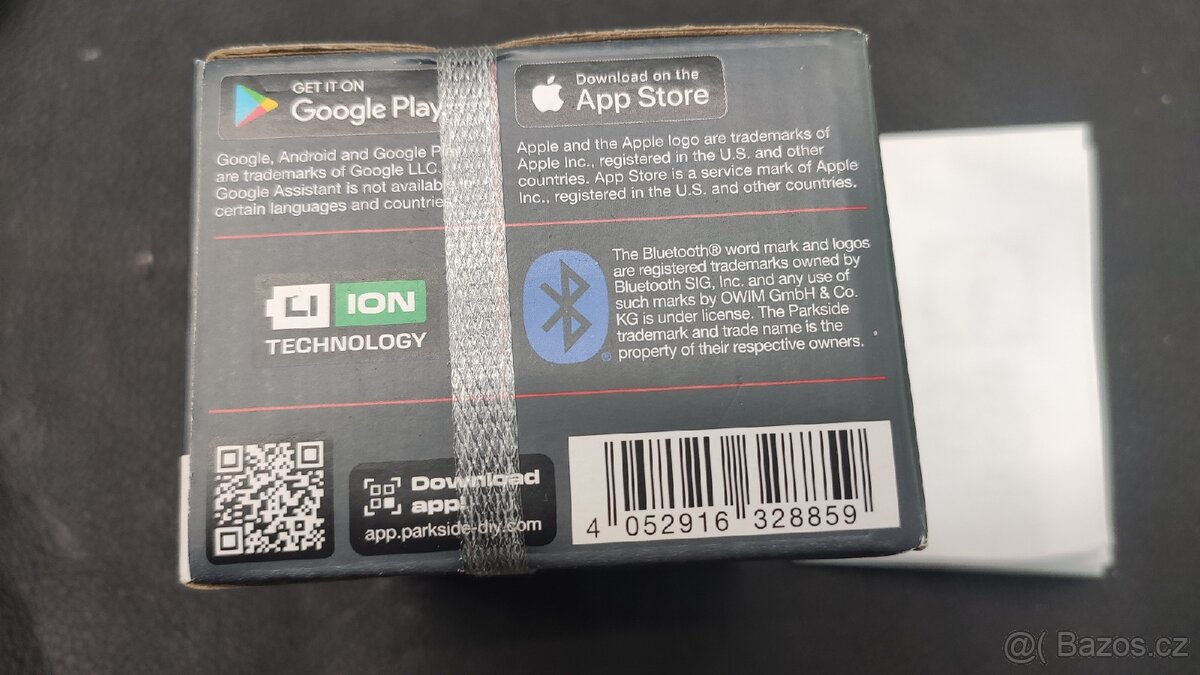 GET IT ON
Google Play
Download on the
App Store
Google, Android and Google
are trademarks of Google LLC.
Google Assistant is not
certain languages and
Apple and the Apple logo are trademarks of
Apple Inc., registered in the U.S. and other
countries. App Store is a service mark of Apple
Inc., registered in the U.S. and other countries.
LI ION
TECHNOLOGY
The Bluetooth® word mark and logos
are registered trademarks owned by
Bluetooth SIG, Inc. and any use of
such marks by OWIM GmbH & Co.
KG is under license. The Parkside
trademark and trade name is the
property of their respective owners.
®
Download
app!
app.parkside-diy.com
4 052916 328859
@( Bazos.cz